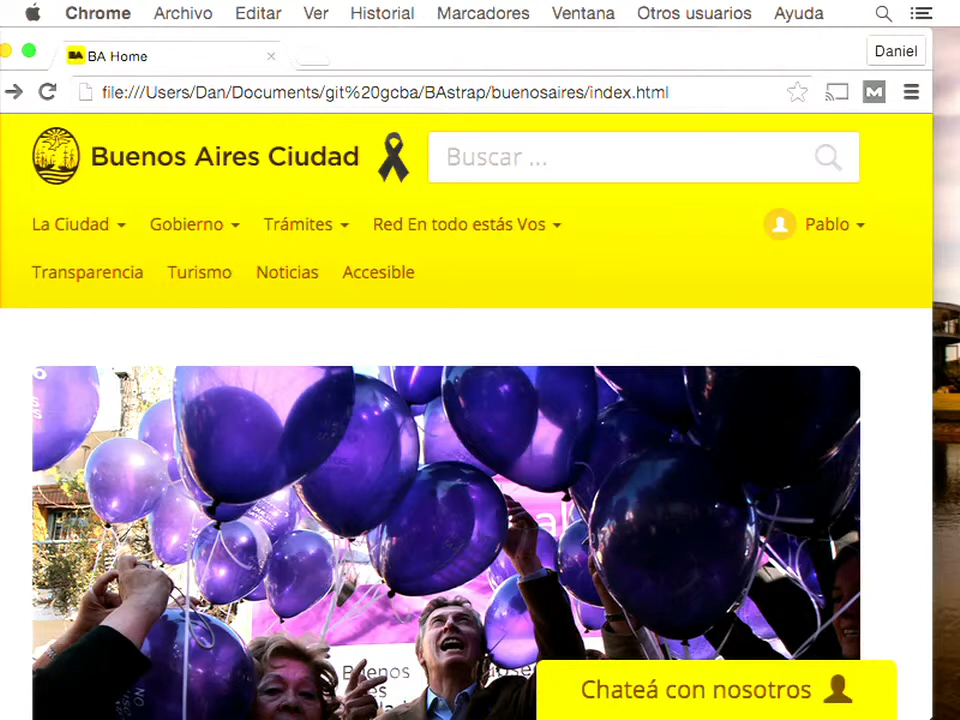 Chrome Archivo Editar Ver Historial Marcadores Ventana Otros usuarios Ayuda
BA BA Home
Daniel
file:///Users/Dan/Documents/git%20gcba/BAstrap/buenosaires/index.html
M
Buenos Aires Ciudad
Buscar ...
La Ciudad Gobierno Trámites Red En todo estás Vos Pablo
Transparencia Turismo Noticias Accesible
Buenos
Chateá con nosotros